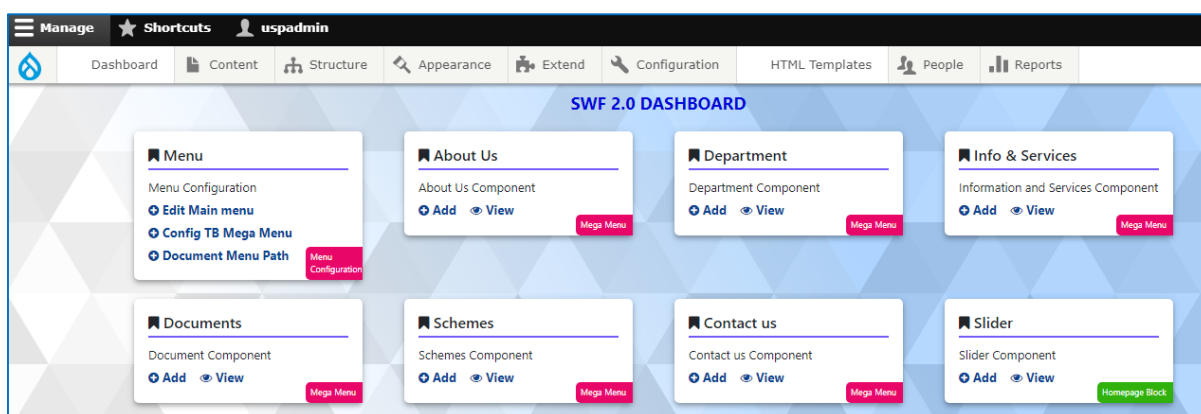 Manage Shortcuts uspadmin
Dashboard Content Structure Appearance Extend Configuration HTML Templates People Reports
SWF 2.0 DASHBOARD
Menu
Menu Configuration
Edit Main menu
Config TB Mega Menu
Document Menu Path
Menu
Configuration
About Us
About Us Component
Add View
Mega Menu
Department
Department Component
Add View
Mega Menu
Info & Services
Information and Services Component
Add View
Mega Menu
Documents
Document Component
Add View
Mega Menu
Schemes
Schemes Component
Add View
Mega Menu
Contact us
Contact us Component
Add View
Mega Menu
Slider
Slider Component
Add View
Homepage Block